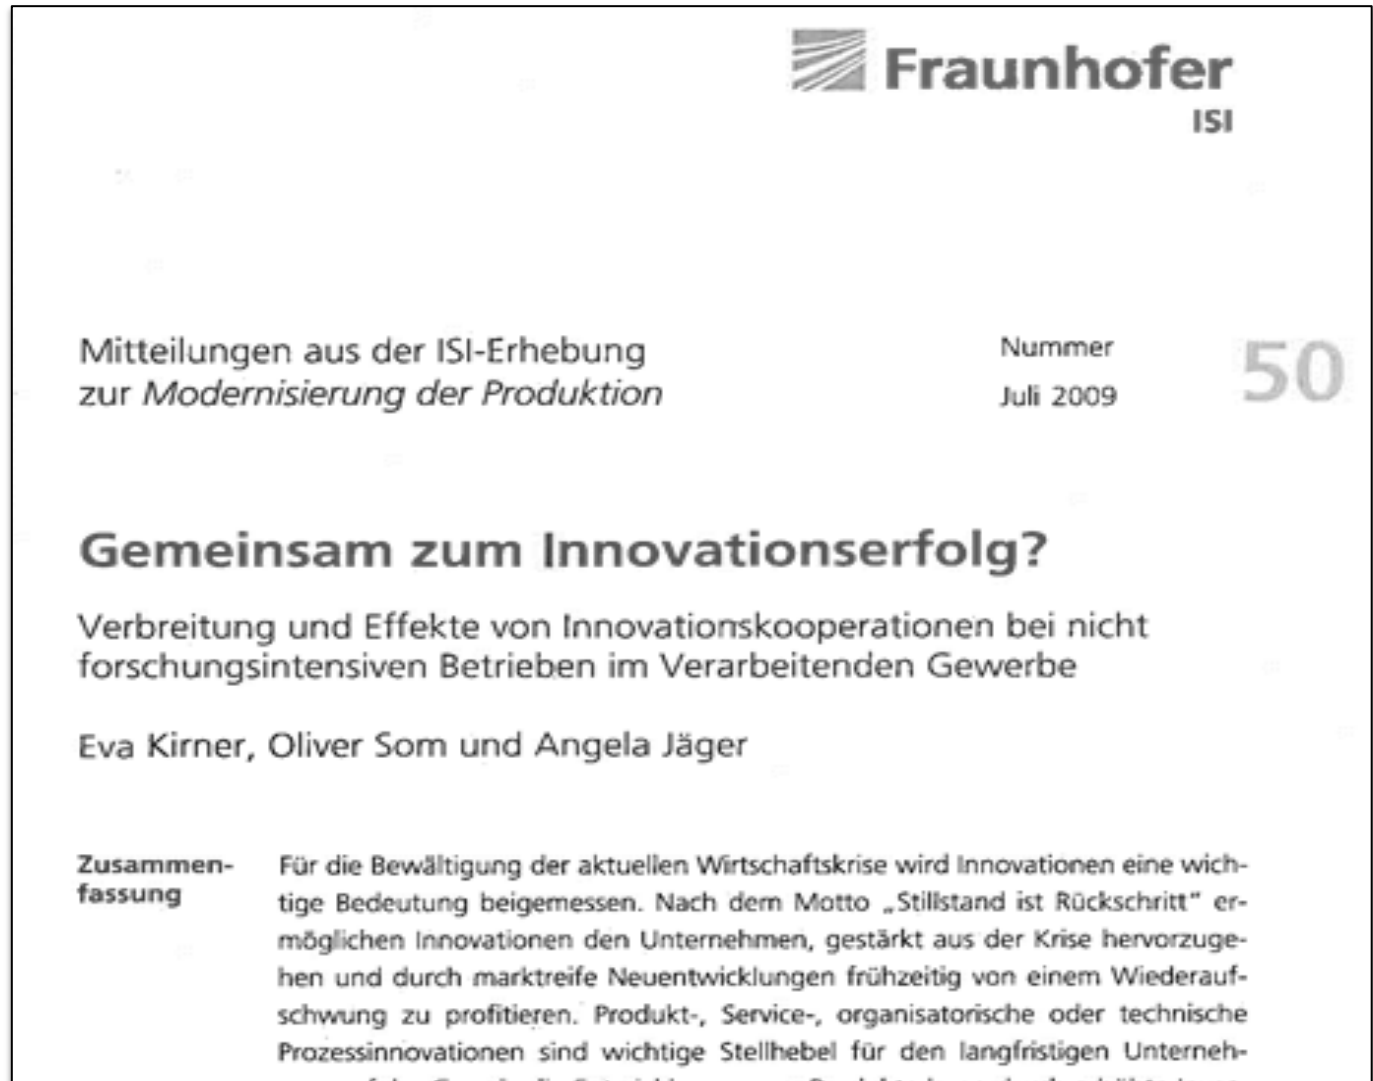 Fraunhofer
ISI
Mitteilungen aus der ISI-Erhebung
zur Modernisierung der Produktion
Nummer 50
Juli 2009
Gemeinsam zum Innovationserfolg?
Verbreitung und Effekte von Innovationskooperationen bei nicht
forschungsintensiven Betrieben im Verarbeitenden Gewerbe
Eva Kirner, Oliver Som und Angela Jäger
Zusammen-
fassung
Für die Bewältigung der aktuellen Wirtschaftskrise wird Innovationen eine wich-
tige Bedeutung beigemessen. Nach dem Motto „Stillstand ist Rückschritt" er-
möglichen Innovationen den Unternehmen, gestärkt aus der Krise hervorzuge-
hen und durch marktreife Neuentwicklungen frühzeitig von einem Wiederauf-
schwung zu profitieren. Produkt-, Service-, organisatorische oder technische
Prozessinnovationen sind wichtige Stellhebel für den langfristigen Unterneh-